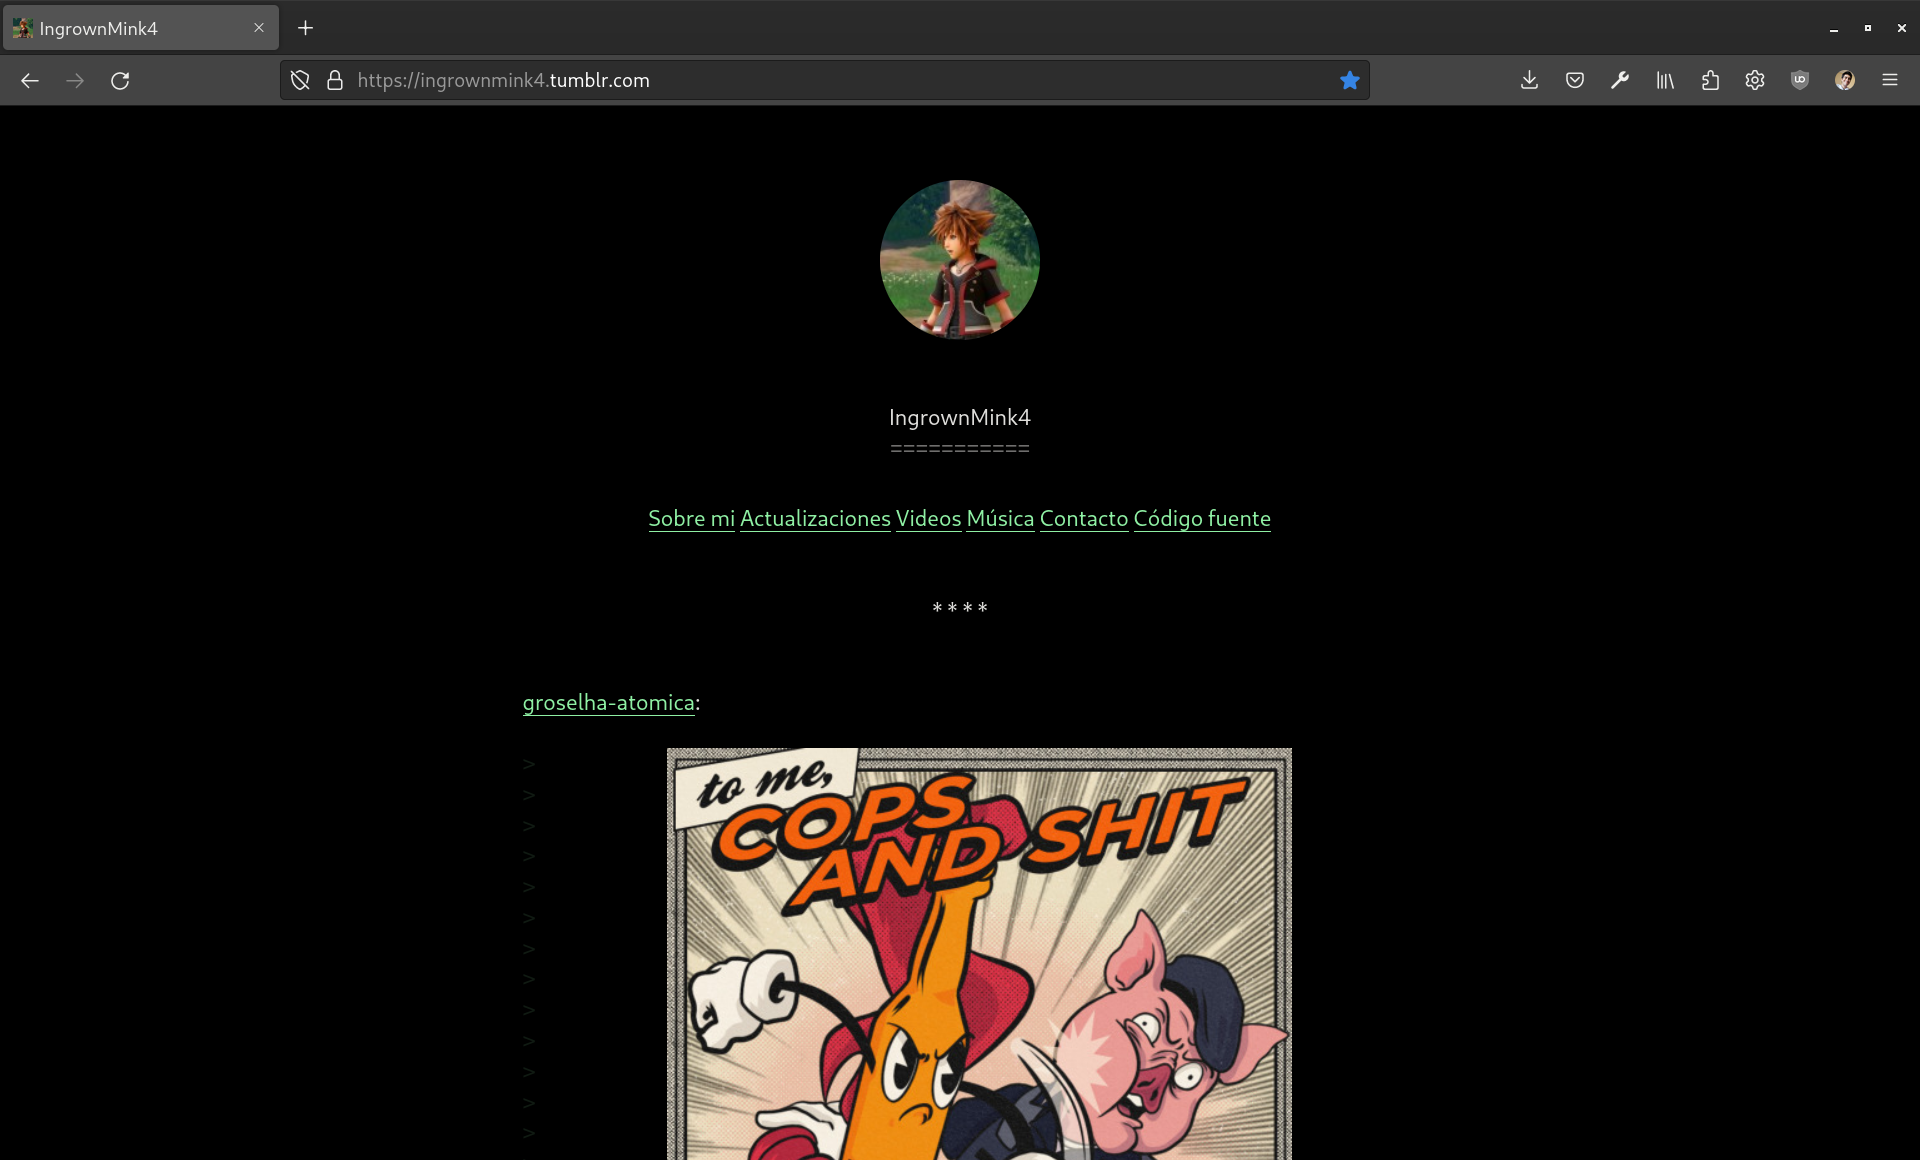 IngrownMink4
https://ingrownmink4.tumblr.com
IngrownMink4
===========
Sobre mi Actualizaciones Videos Música Contacto Código fuente
* * * *
groselha-atomica:
>
>
>
>
>
>
>
>
>
>
>
>
>
to me,
COPS
AND SHIT